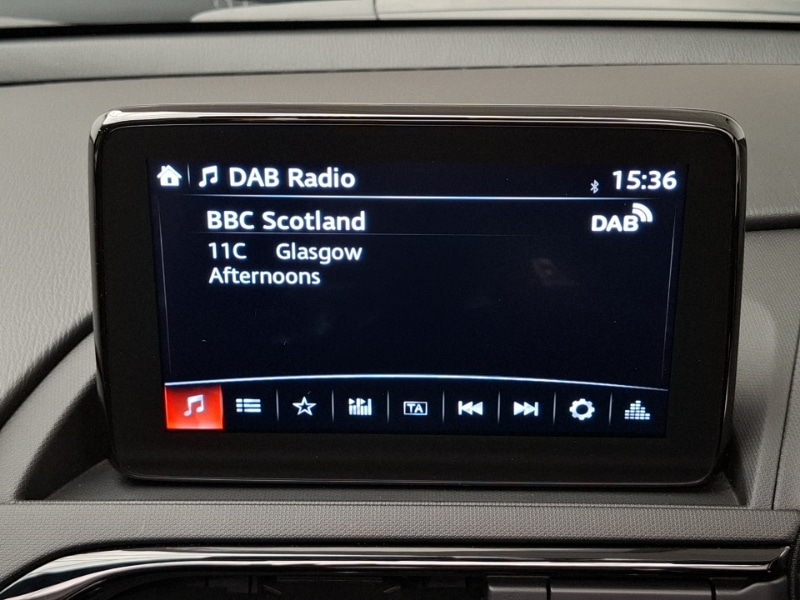 DAB Radio 15:36
BBC Scotland DAB
11C Glasgow
Afternoons
TA